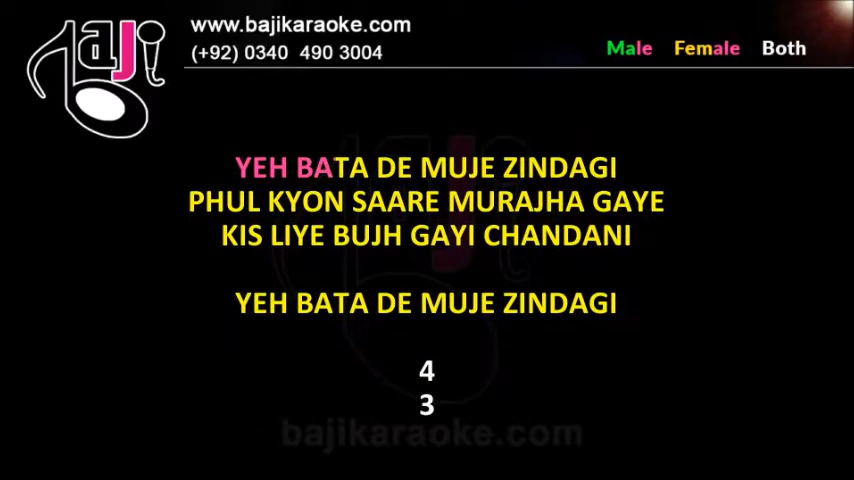 BAJI
www.bajikaraoke.com
(+92) 0340 490 3004
Male Female Both
YEH BATA DE MUJE ZINDAGI
PHUL KYON SAARE MURAJHA GAYE
KIS LIYE BUJH GAYI CHANDANI
YEH BATA DE MUJE ZINDAGI
4
3
bajikaraoke.com